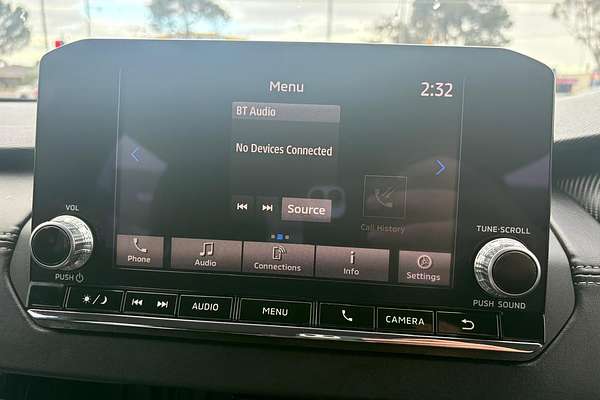 Menu
2:32
BT Audio
No Devices Connected
Source
Call History
Phone
Audio
Connections
Info
Settings
VOL
PUSH
TUNE•SCROLL
PUSH SOUND
AUDIO
MENU
CAMERA